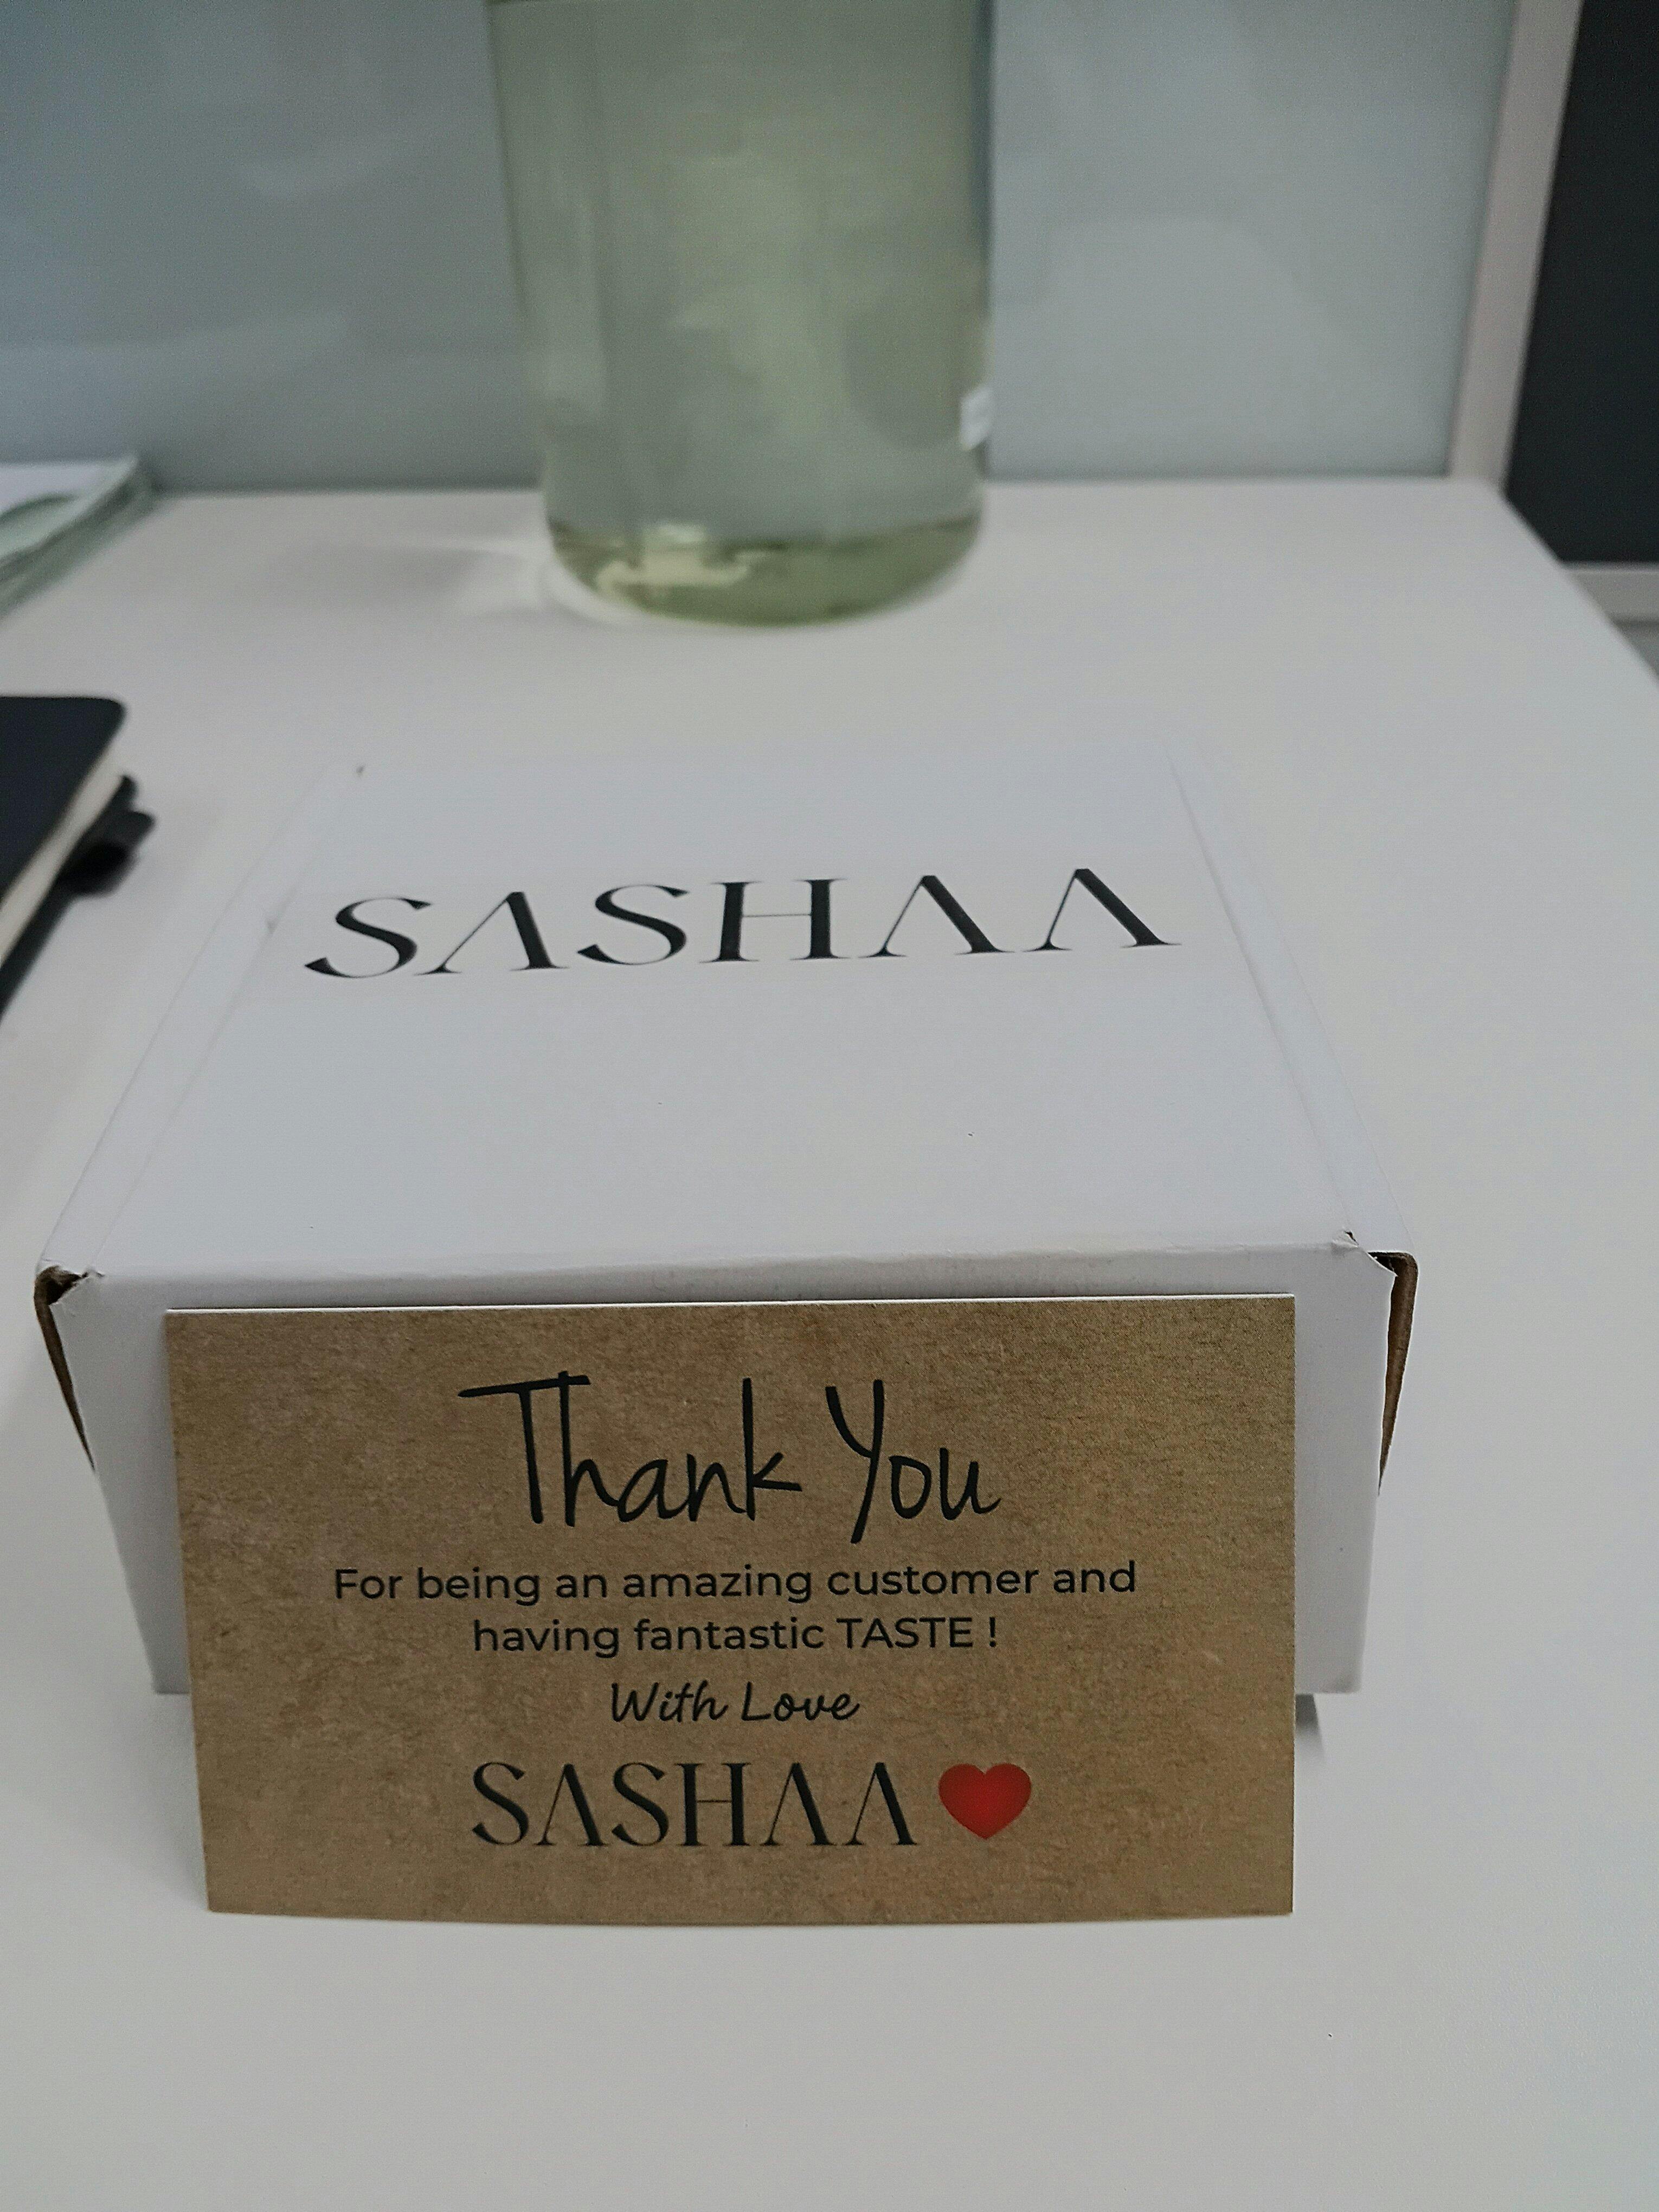 SASHAA
Thank You
For being an amazing customer and
having fantastic TASTE !
With Love
SASHAA ❤